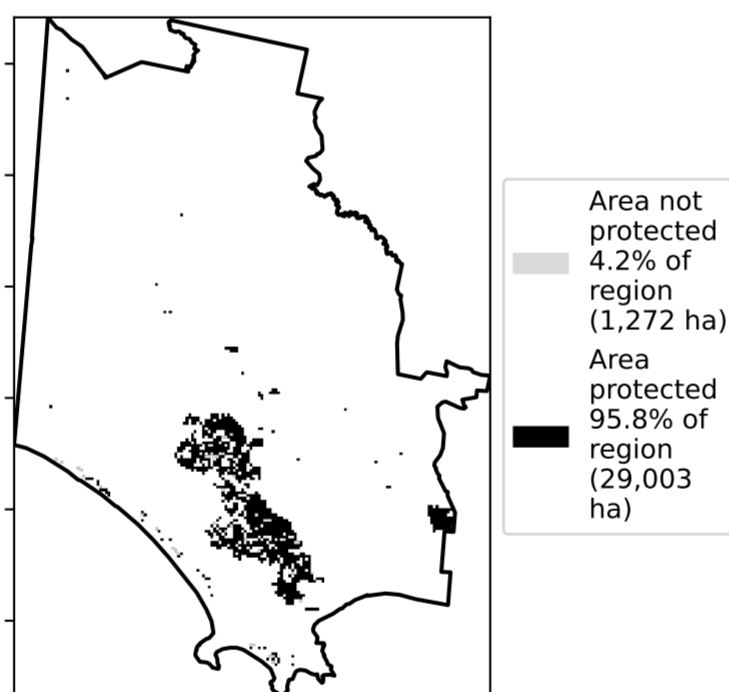 Area not
protected
4.2% of
region
(1,272 ha)
Area
protected
95.8% of
region
(29,003
ha)